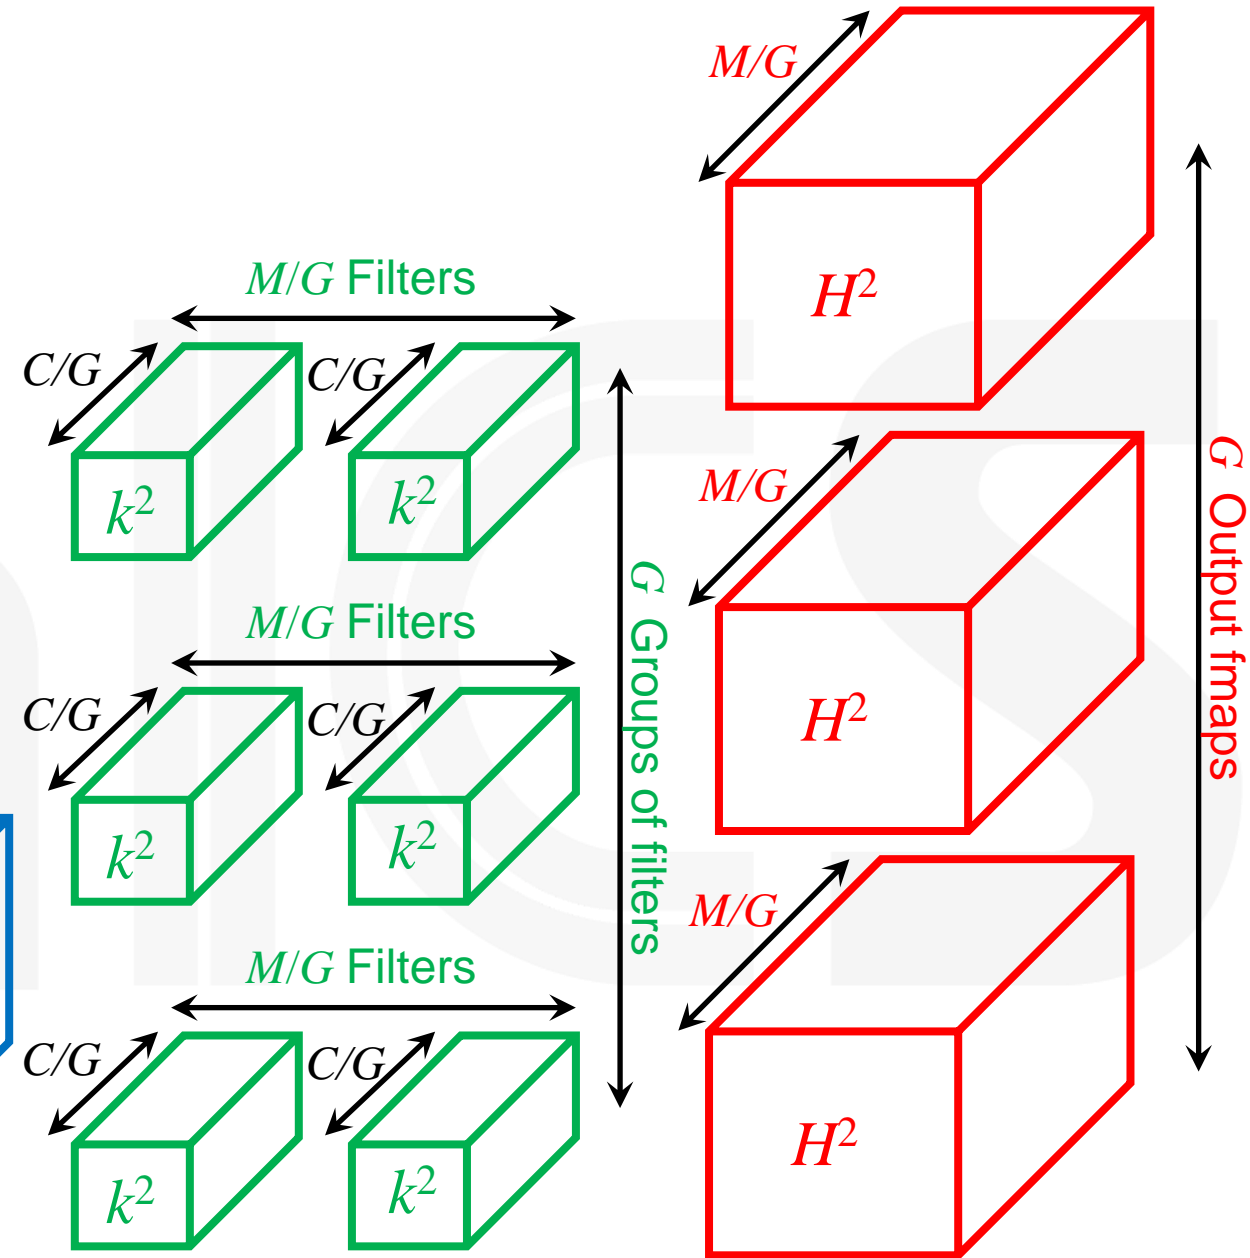 M/G
H²
M/G Filters
C/G
C/G
k²
k²
M/G
H²
G Groups of filters
G Output fmaps
M/G Filters
C/G
C/G
k²
k²
M/G
H²
M/G Filters
C/G
C/G
k²
k²